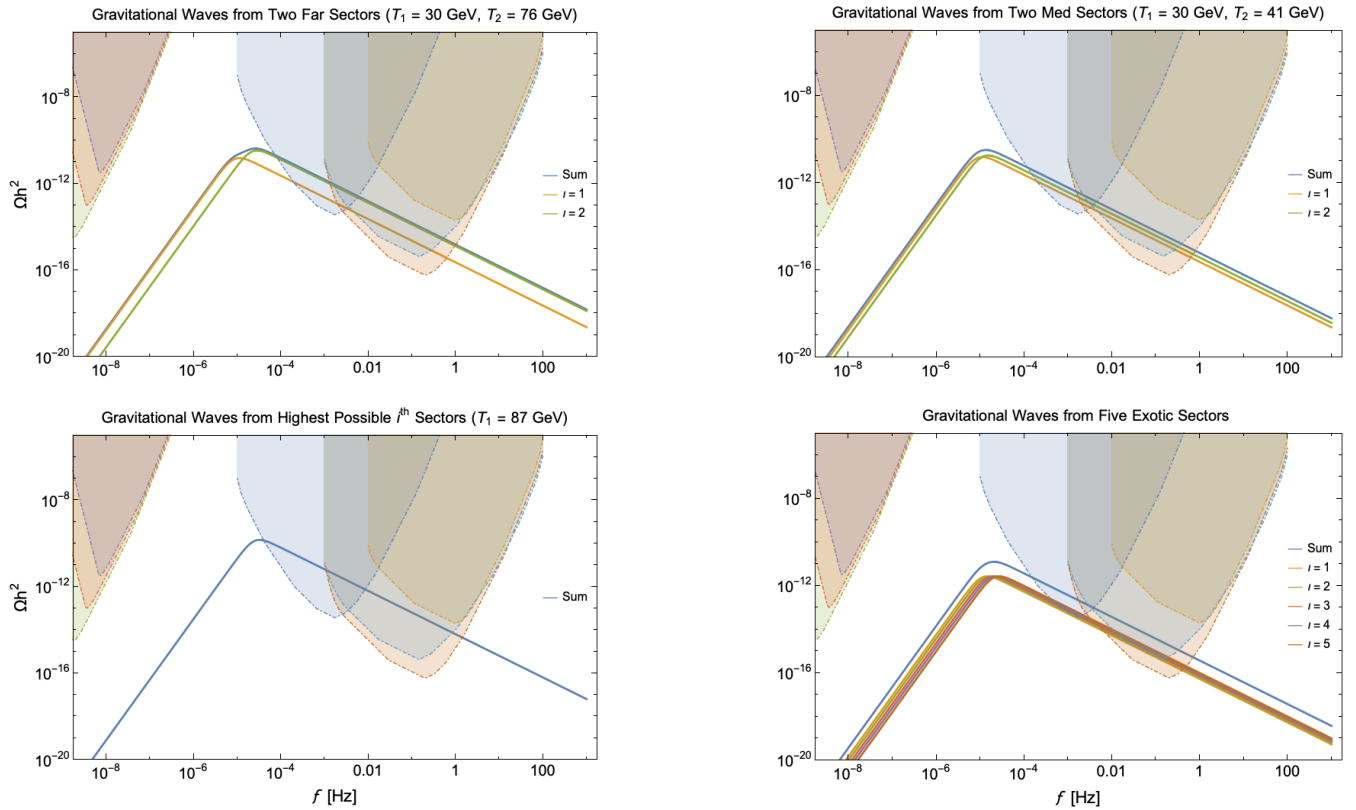 Gravitational Waves from Two Far Sectors (T₁ = 30 GeV, T₂ = 76 GeV)
Ωh²
10⁻⁸
10⁻¹²
10⁻¹⁶
10⁻²⁰
10⁻⁸ 10⁻⁶ 10⁻⁴ 0.01 1 100
Sum
ı = 1
ı = 2
Gravitational Waves from Two Med Sectors (T₁ = 30 GeV, T₂ = 41 GeV)
10⁻⁸
10⁻¹²
10⁻¹⁶
10⁻²⁰
10⁻⁸ 10⁻⁶ 10⁻⁴ 0.01 1 100
Sum
ı = 1
ı = 2
Gravitational Waves from Highest Possible iᵗʰ Sectors (T₁ = 87 GeV)
Ωh²
10⁻⁸
10⁻¹²
10⁻¹⁶
10⁻²⁰
10⁻⁸ 10⁻⁶ 10⁻⁴ 0.01 1 100
f [Hz]
Sum
Gravitational Waves from Five Exotic Sectors
10⁻⁸
10⁻¹²
10⁻¹⁶
10⁻²⁰
10⁻⁸ 10⁻⁶ 10⁻⁴ 0.01 1 100
f [Hz]
Sum
ı = 1
ı = 2
ı = 3
ı = 4
ı = 5